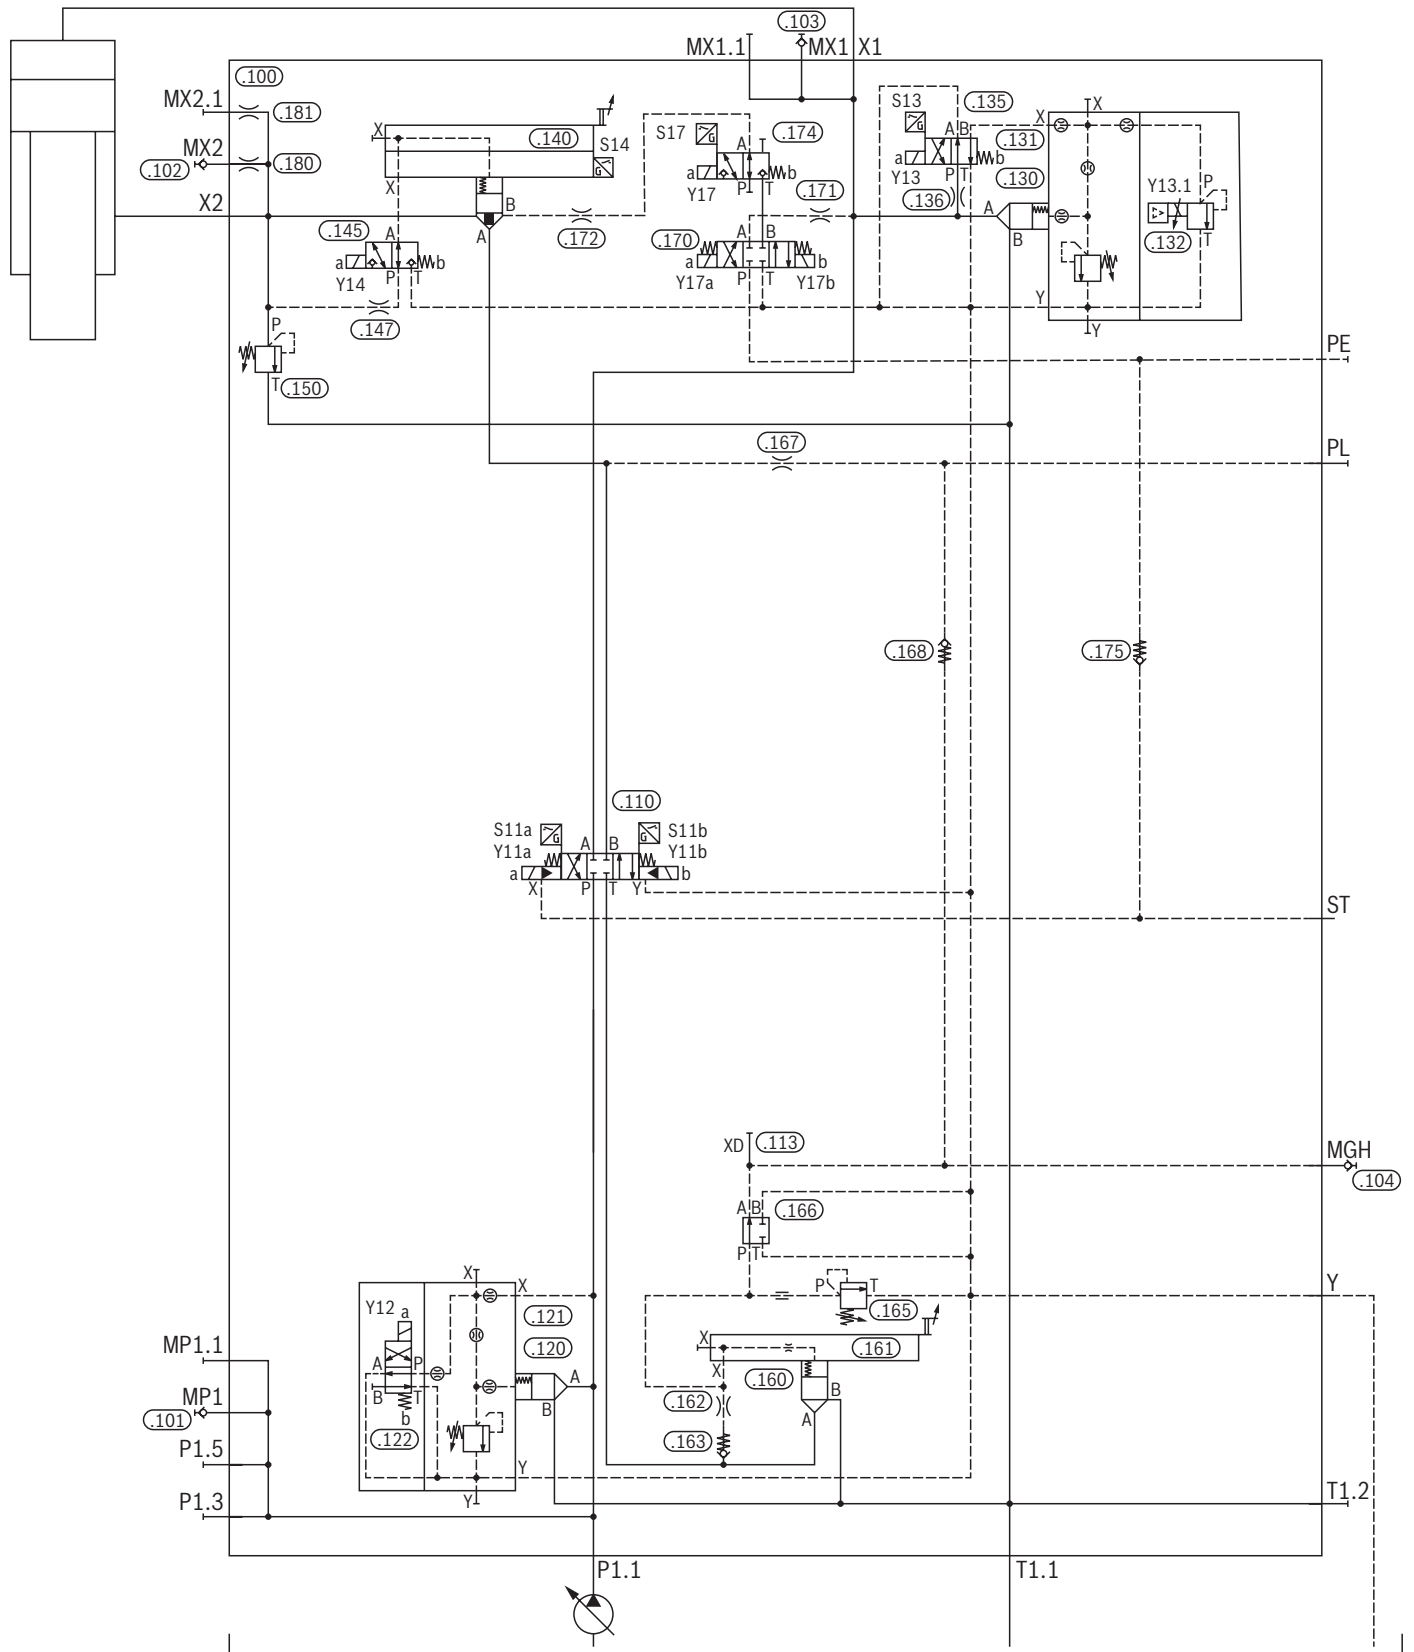 .103
MX1.1
MX1
X1
.100
MX2.1
.181
S13
.135
X
X
X
.140
S14
S17
A
T
.174
A
B
.131
a
b
Y13
P
T
.130
Y13.1
P
MX2
.102
.180
a
b
P
T
Y17
.171
.136
A
B
.132
T
X
B
X2
A
.172
.145
A
a
b
P
T
Y14
.170
A
B
a
b
P
T
Y17a
Y17b
Y
Y
.147
P
T
.150
PE
.167
PL
.168
.175
.110
S11a
S11b
Y11a
A
B
Y11b
a
b
X
P
T
Y
ST
XD
.113
MGH
.104
A
B
.166
P
T
X
X
P
T
Y
Y12
a
.121
.165
.120
X
.161
MP1.1
A
P
A
X
.160
B
T
B
B
MP1
.101
b
.122
.162
A
.163
P1.5
Y
P1.3
Y
T1.2
P1.1
T1.1